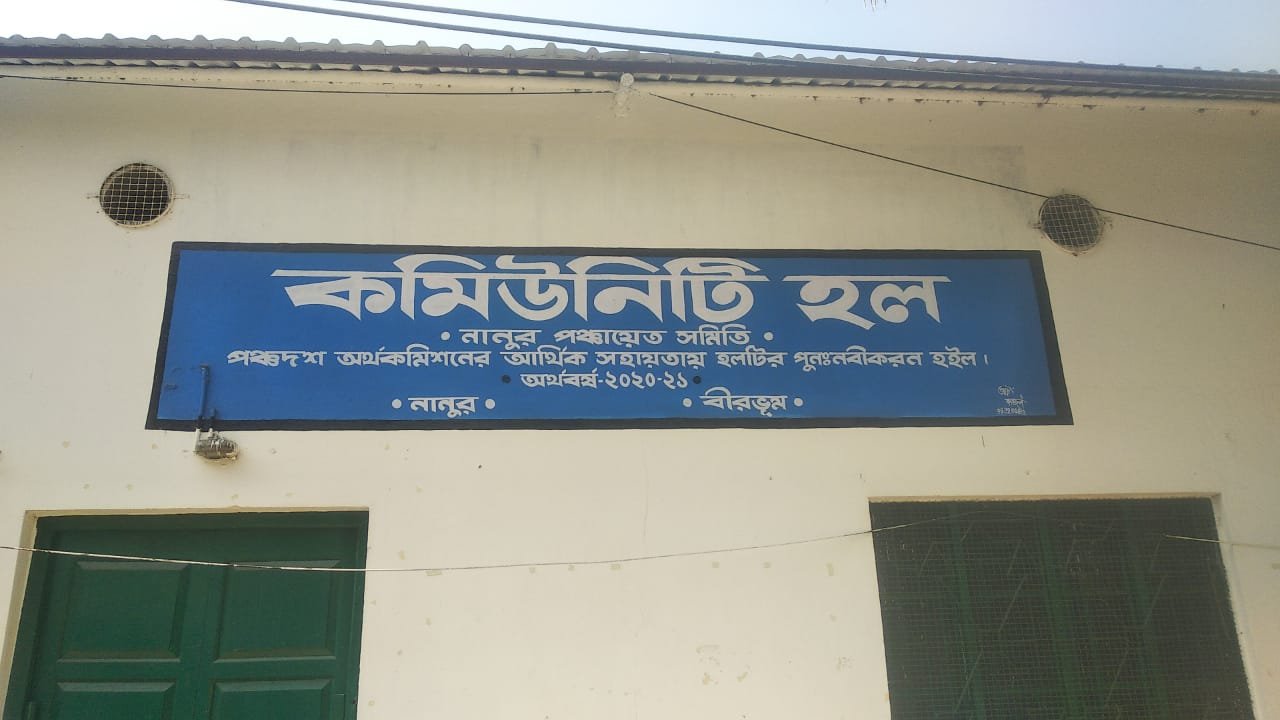 কমিউনিটি হল
• নানুর পঞ্চায়েত সমিতি •
পঞ্চদশ অর্থকমিশনের আর্থিক সহায়তায় হলটির পুনঃনবীকরন হইল।
• অর্থবর্ষ-২০২০-২১ •
• নানুর • • বীরভূম •